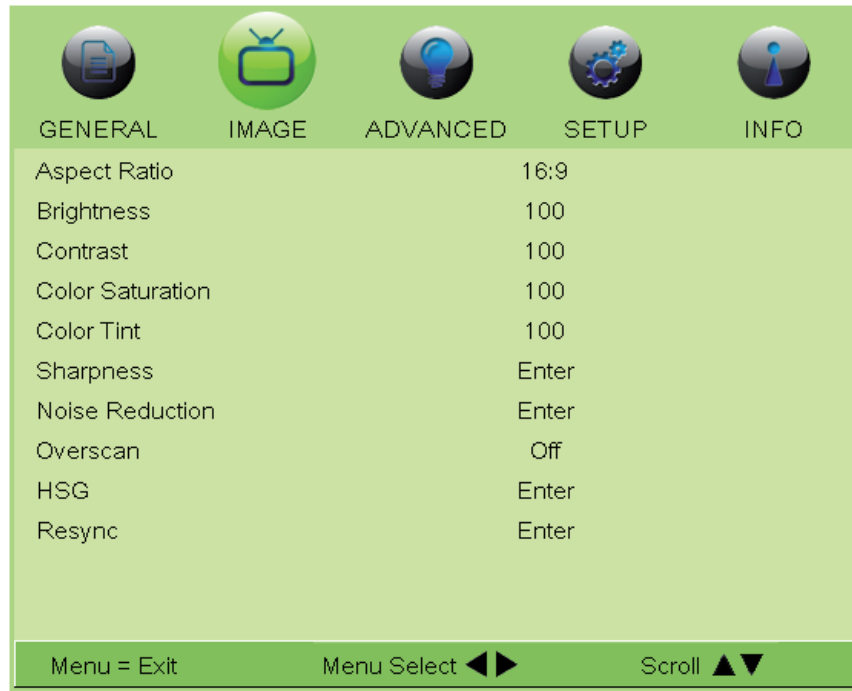 GENERAL IMAGE ADVANCED SETUP INFO
Aspect Ratio 16:9
Brightness 100
Contrast 100
Color Saturation 100
Color Tint 100
Sharpness Enter
Noise Reduction Enter
Overscan Off
HSG Enter
Resync Enter
Menu = Exit Menu Select ◀▶ Scroll ▲▼